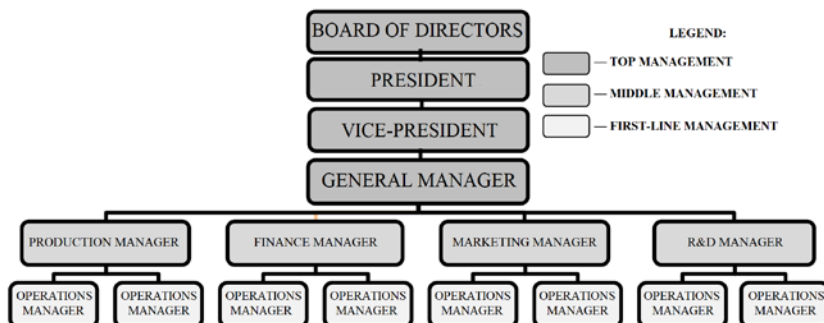 BOARD OF DIRECTORS
LEGEND:
PRESIDENT
— TOP MANAGEMENT
— MIDDLE MANAGEMENT
VICE-PRESIDENT
— FIRST-LINE MANAGEMENT
GENERAL MANAGER
PRODUCTION MANAGER
FINANCE MANAGER
MARKETING MANAGER
R&D MANAGER
OPERATIONS
MANAGER
OPERATIONS
MANAGER
OPERATIONS
MANAGER
OPERATIONS
MANAGER
OPERATIONS
MANAGER
OPERATIONS
MANAGER
OPERATIONS
MANAGER
OPERATIONS
MANAGER